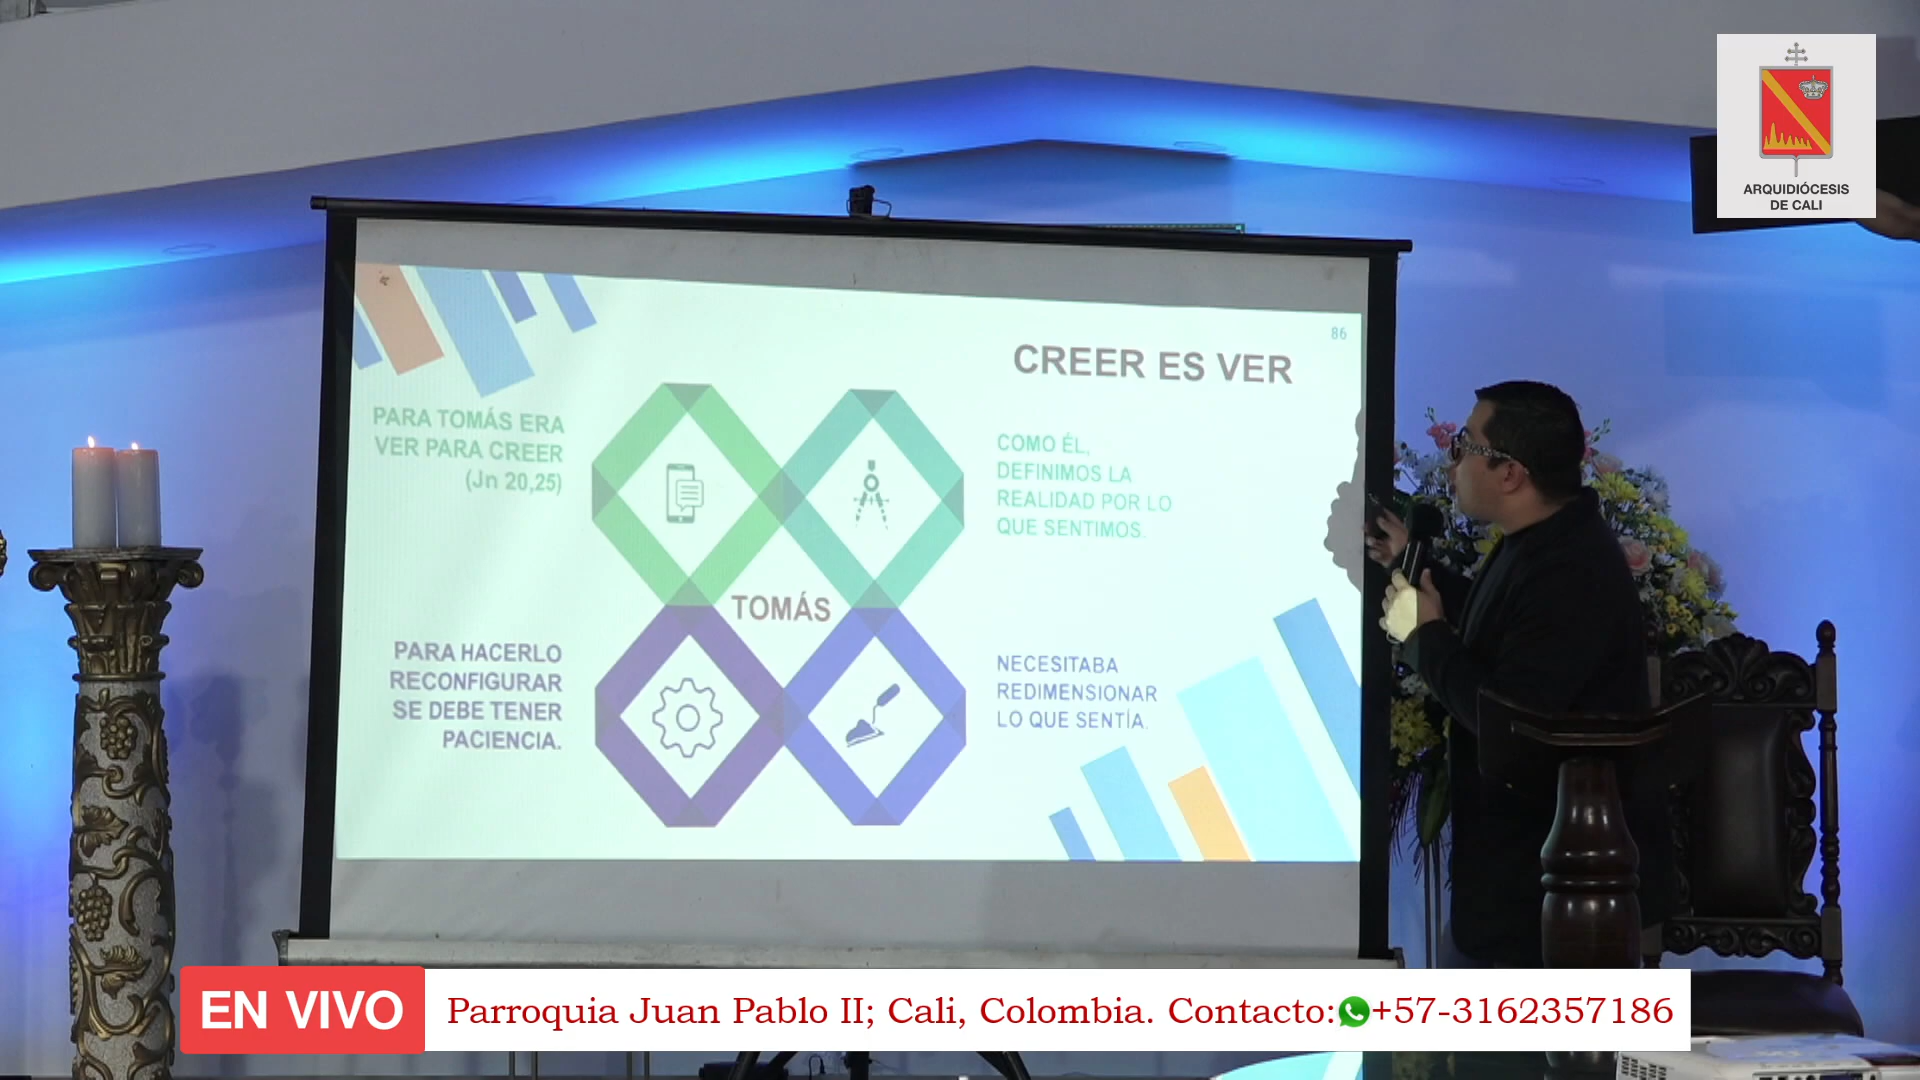 ARQUIDIÓCESIS
DE CALI
86
CREER ES VER
PARA TOMÁS ERA
VER PARA CREER
(Jn 20,25)
COMO ÉL,
DEFINIMOS LA
REALIDAD POR LO
QUE SENTIMOS.
TOMÁS
PARA HACERLO
RECONFIGURAR
SE DEBE TENER
PACIENCIA.
NECESITABA
REDIMENSIONAR
LO QUE SENTÍA.
EN VIVO
Parroquia Juan Pablo II; Cali, Colombia. Contacto:+57-3162357186